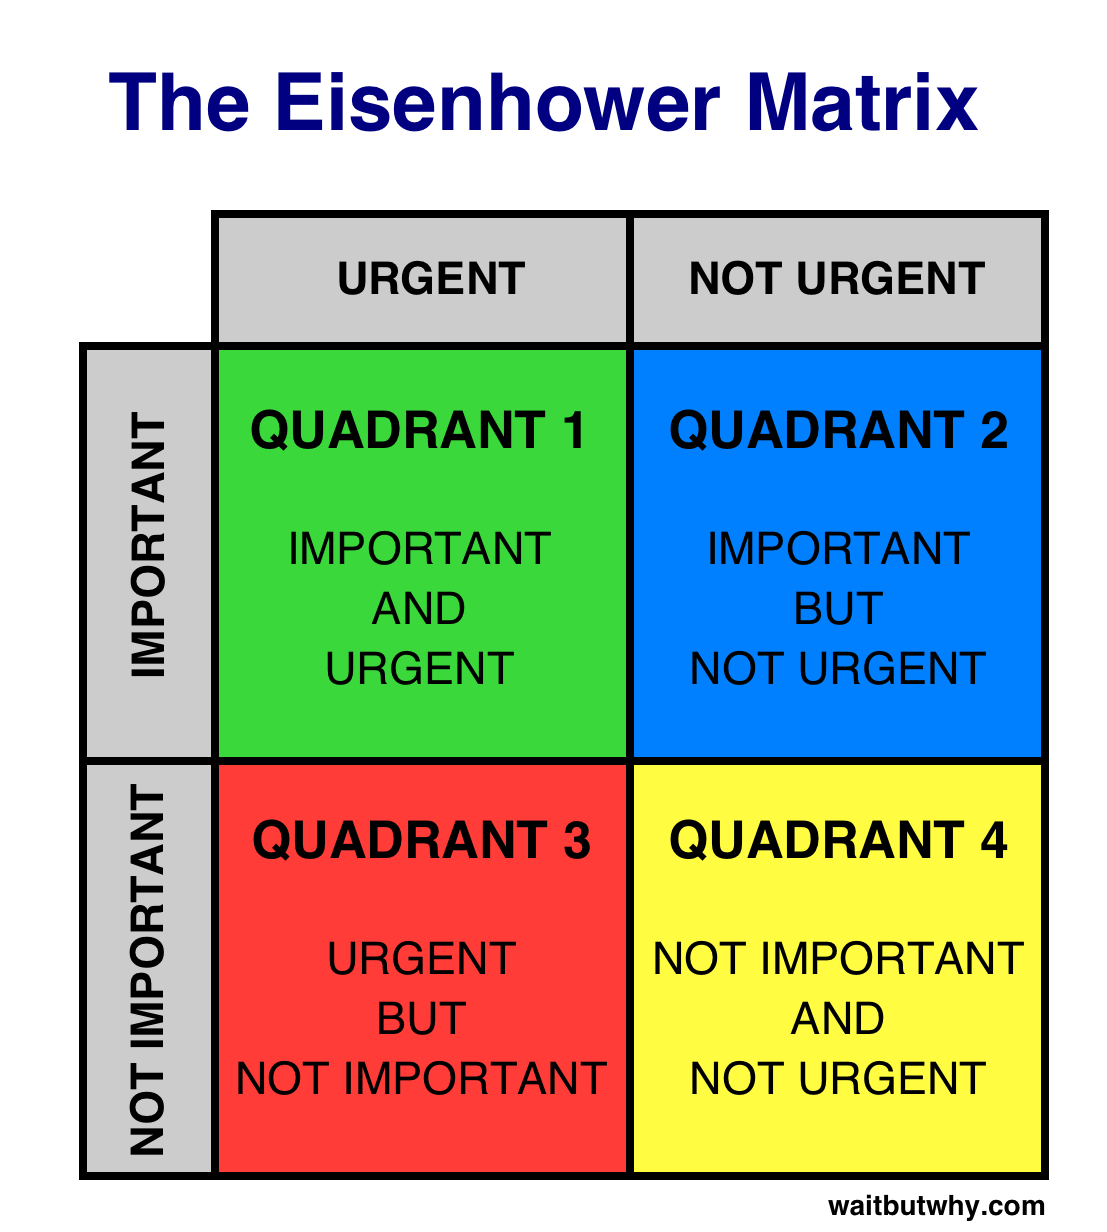 The Eisenhower Matrix
URGENT
NOT URGENT
IMPORTANT
QUADRANT 1
IMPORTANT
AND
URGENT
QUADRANT 2
IMPORTANT
BUT
NOT URGENT
NOT IMPORTANT
QUADRANT 3
URGENT
BUT
NOT IMPORTANT
QUADRANT 4
NOT IMPORTANT
AND
NOT URGENT
waitbutwhy.com